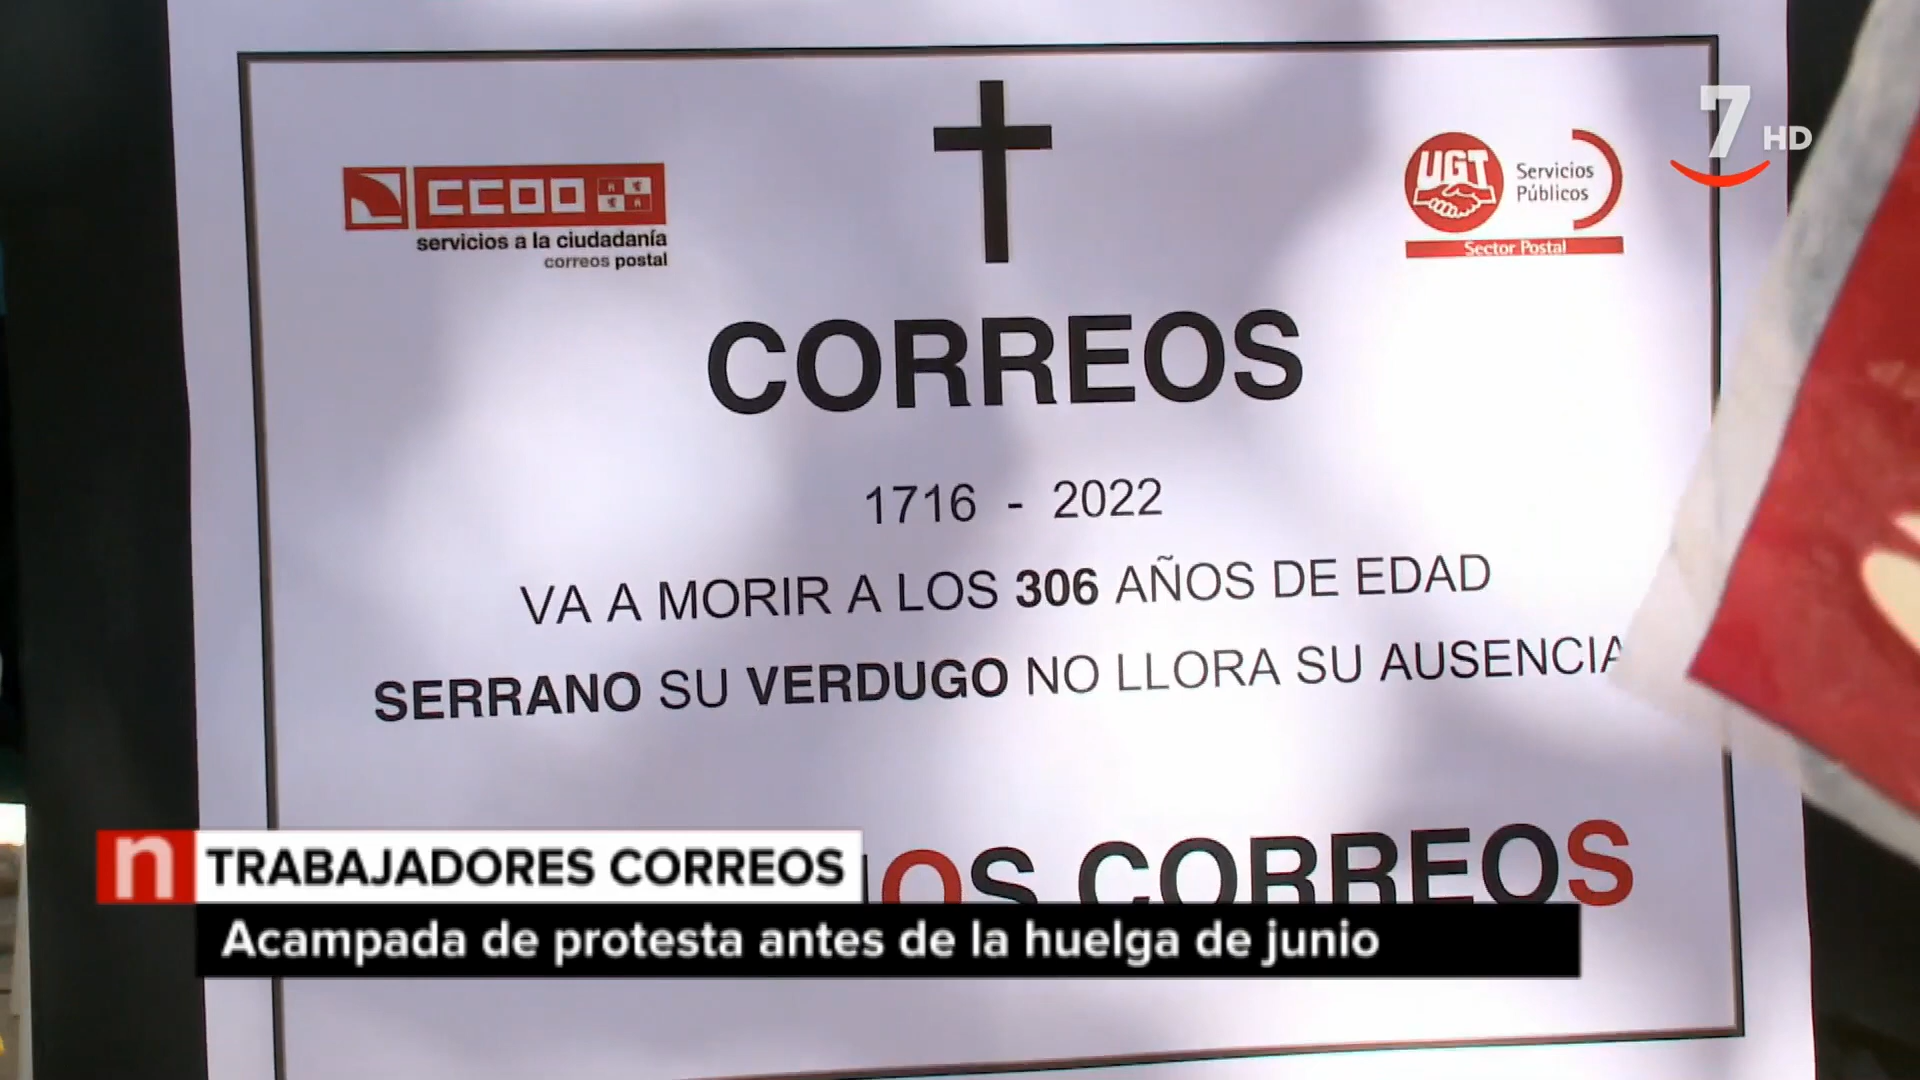 7 HD
CCOO
servicios a la ciudadanía
correos postal
UGT
Servicios
Públicos
Sector Postal
CORREOS
1716 - 2022
VA A MORIR A LOS 306 AÑOS DE EDAD
SERRANO SU VERDUGO NO LLORA SU AUSENCIA
OS CORREOS
n TRABAJADORES CORREOS
Acampada de protesta antes de la huelga de junio